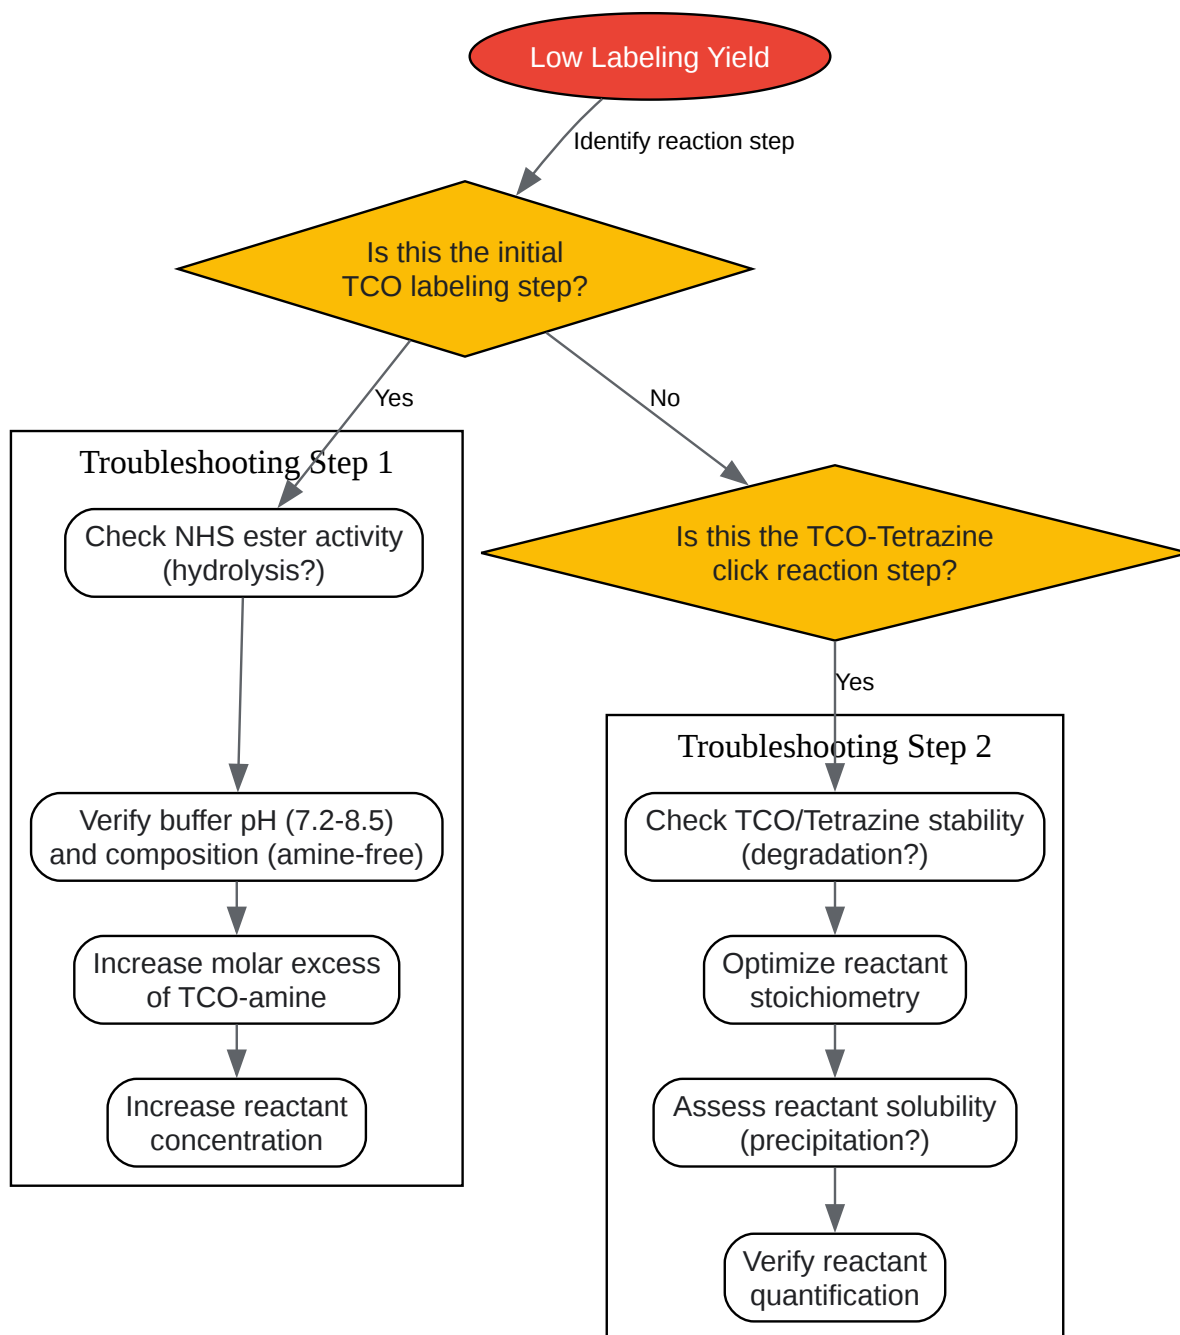 Low Labeling Yield
Identify reaction step
Is this the initial
TCO labeling step?
Yes
No
Troubleshooting Step 1
Check NHS ester activity
(hydrolysis?)
Verify buffer pH (7.2-8.5)
and composition (amine-free)
Increase molar excess
of TCO-amine
Increase reactant
concentration
Is this the TCO-Tetrazine
click reaction step?
Yes
Troubleshooting Step 2
Check TCO/Tetrazine stability
(degradation?)
Optimize reactant
stoichiometry
Assess reactant solubility
(precipitation?)
Verify reactant
quantification